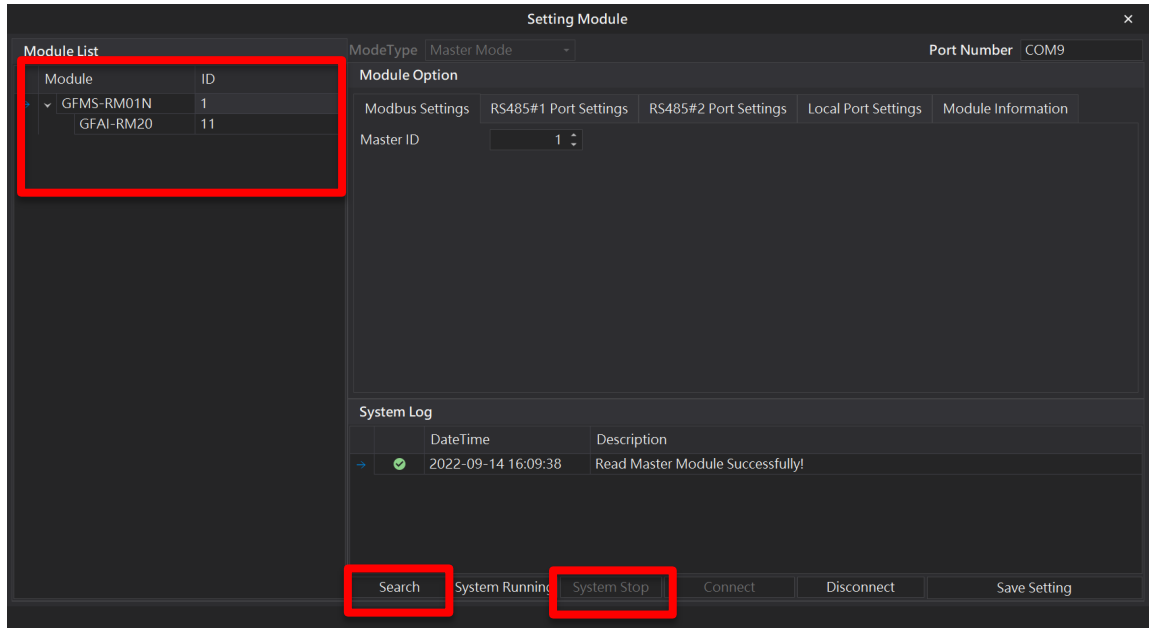 Setting Module
Module List
ModeType Master Mode
Port Number COM9
Module ID
GFMS-RM01N 1
GFAI-RM20 11
Module Option
Modbus Settings RS485#1 Port Settings RS485#2 Port Settings Local Port Settings Module Information
Master ID 1
System Log
DateTime Description
2022-09-14 16:09:38 Read Master Module Successfully!
Search System Running System Stop Connect Disconnect Save Setting